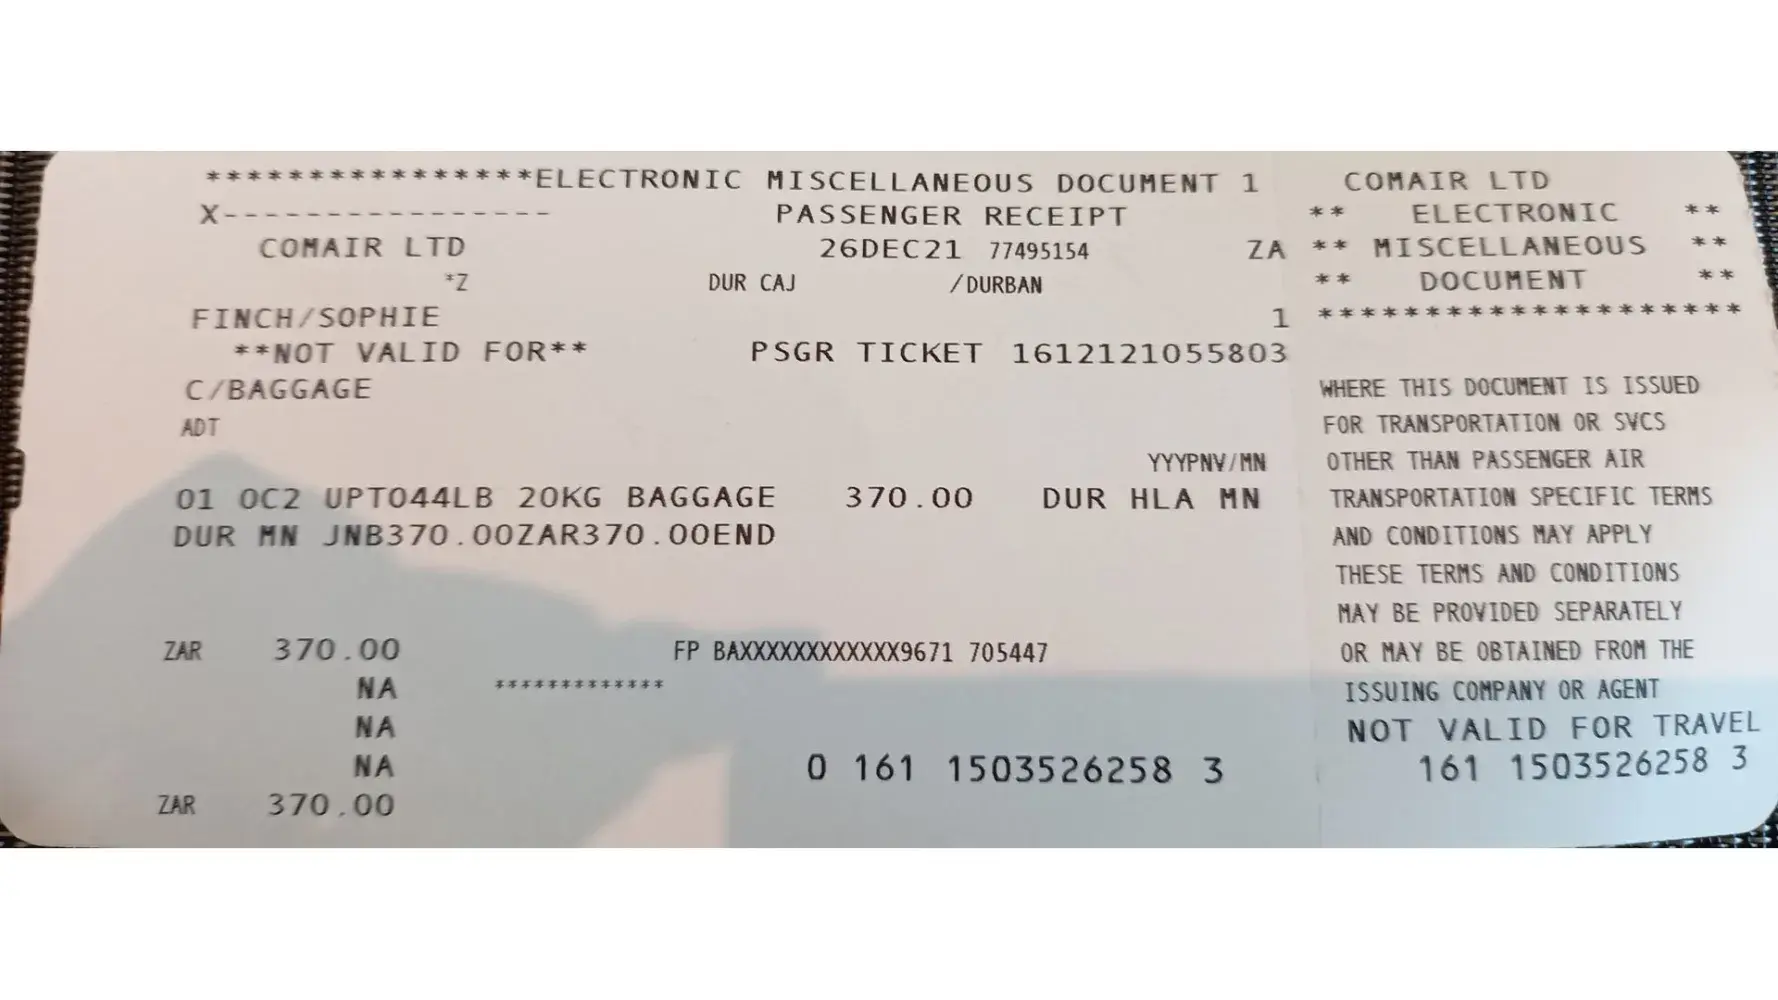 ****************ELECTRONIC MISCELLANEOUS DOCUMENT 1
X---------------- PASSENGER RECEIPT
COMAIR LTD 26DEC21 77495154 ZA
*Z DUR CAJ /DURBAN
FINCH/SOPHIE 1
**NOT VALID FOR** PSGR TICKET 1612121055803
C/BAGGAGE
ADT
YYYPNV/MN
01 0C2 UPTO44LB 20KG BAGGAGE 370.00 DUR HLA MN
DUR MN JNB370.00ZAR370.00END
ZAR 370.00 FP BAXXXXXXXXXXXX9671 705447
NA *************
NA
NA 0 161 1503526258 3
ZAR 370.00
COMAIR LTD
** ELECTRONIC **
** MISCELLANEOUS **
** DOCUMENT **
********************
WHERE THIS DOCUMENT IS ISSUED
FOR TRANSPORTATION OR SVCS
OTHER THAN PASSENGER AIR
TRANSPORTATION SPECIFIC TERMS
AND CONDITIONS MAY APPLY
THESE TERMS AND CONDITIONS
MAY BE PROVIDED SEPARATELY
OR MAY BE OBTAINED FROM THE
ISSUING COMPANY OR AGENT
NOT VALID FOR TRAVEL
161 1503526258 3